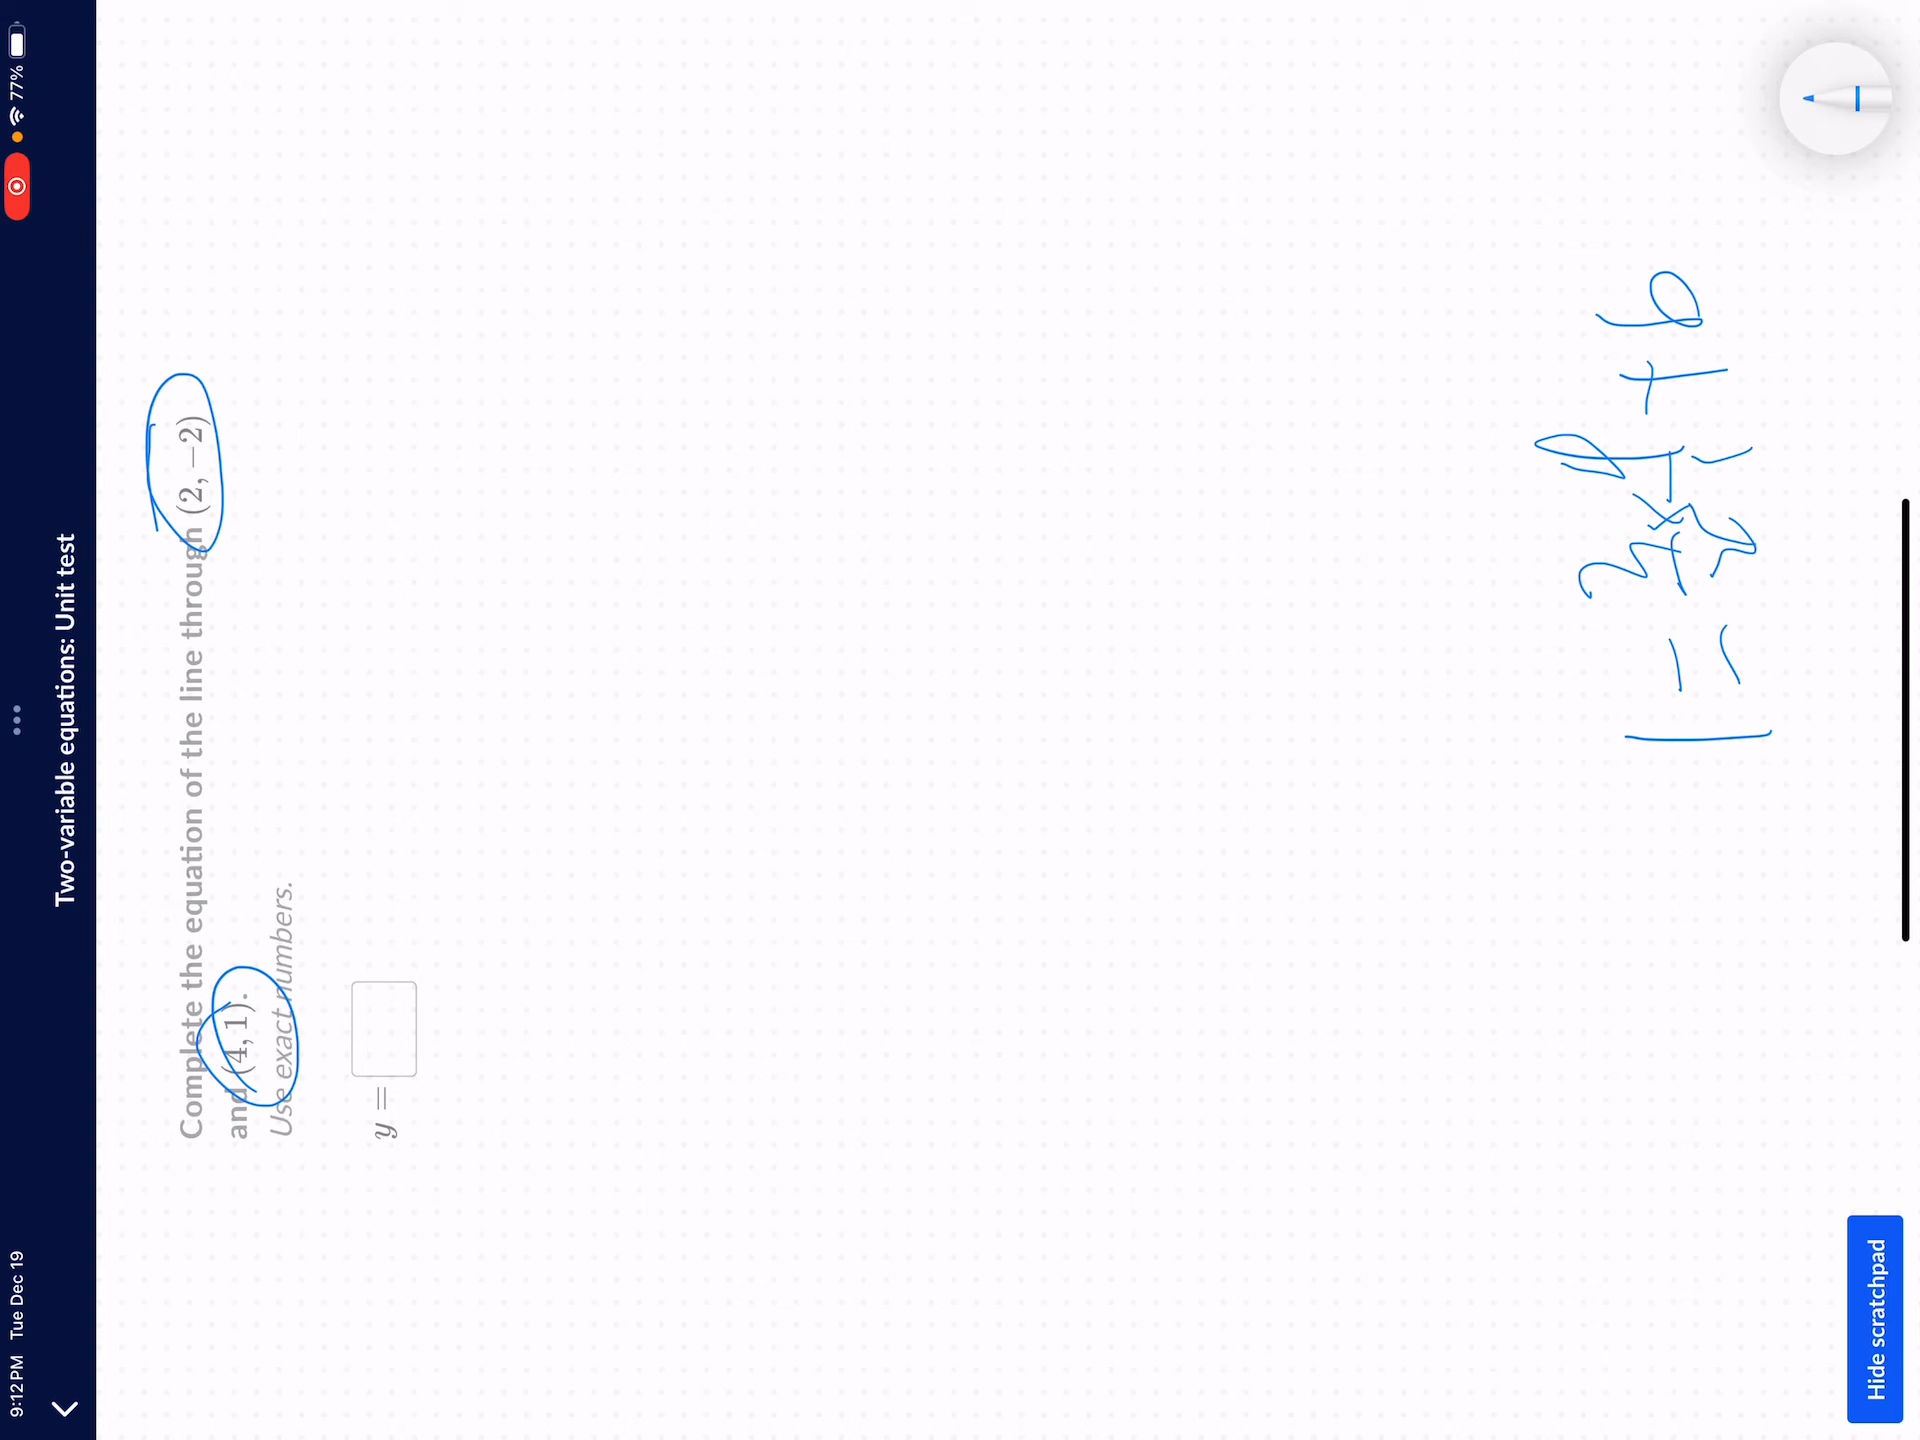 9:12 PM Tue Dec 19
77%
Two-variable equations: Unit test
Complete the equation of the line through (2, −2)
and (4, 1).
Use exact numbers.
y =
Hide scratchpad